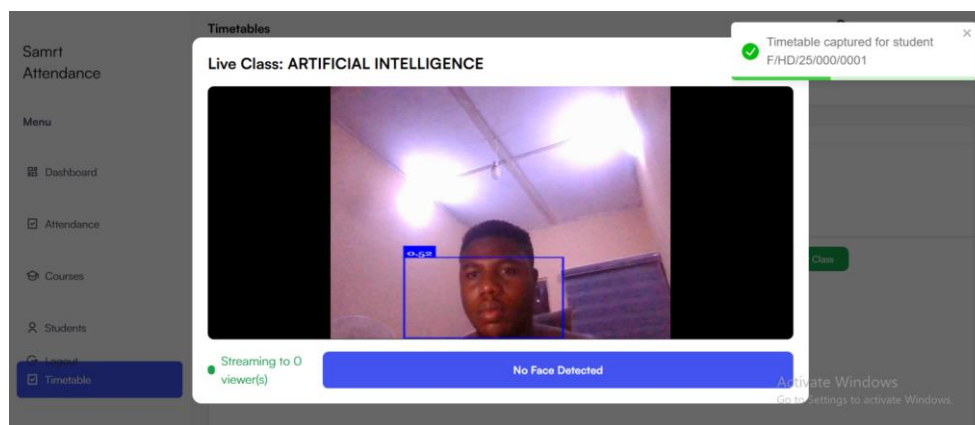 Samrt
Attendance
Menu
Dashboard
Attendance
Courses
Students
Logout
Timetable
Timetables
Live Class: ARTIFICIAL INTELLIGENCE
Timetable captured for student
F/HD/25/000/0001
0.52
Class
Streaming to 0
viewer(s)
No Face Detected
Activate Windows
Go to Settings to activate Windows.